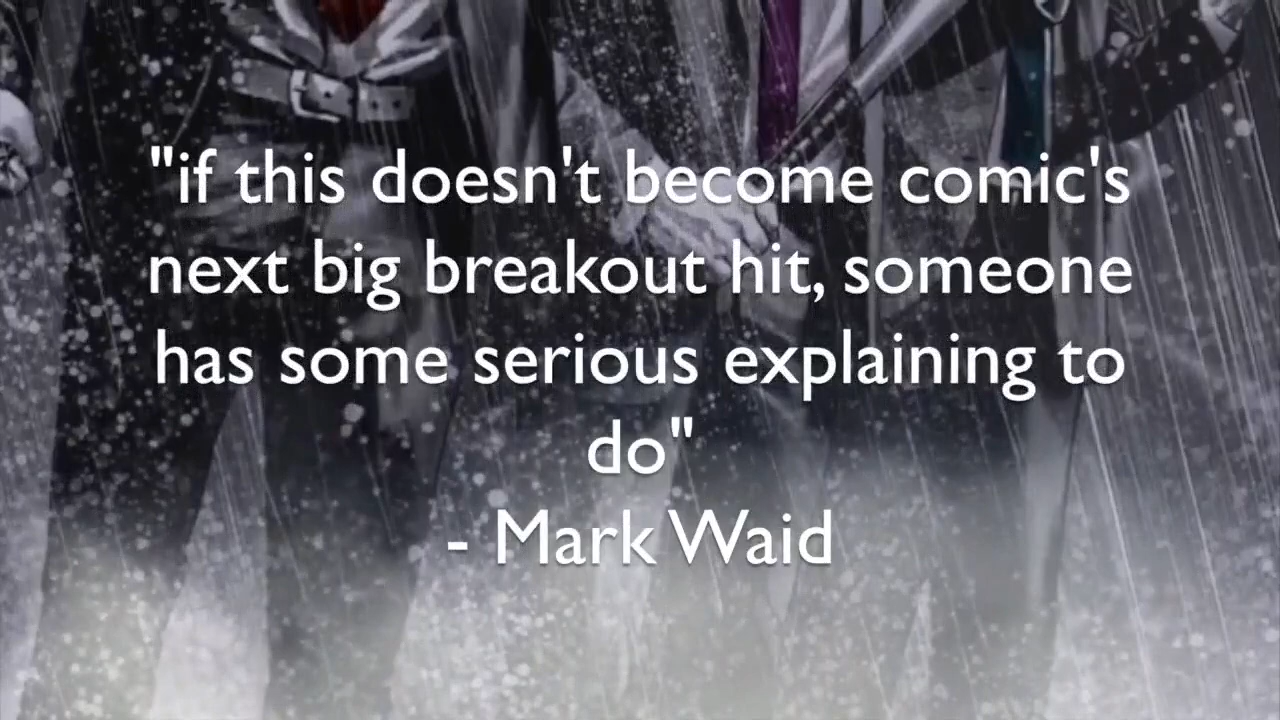 "if this doesn't become comic's
next big breakout hit, someone
has some serious explaining to
do"
- Mark Waid